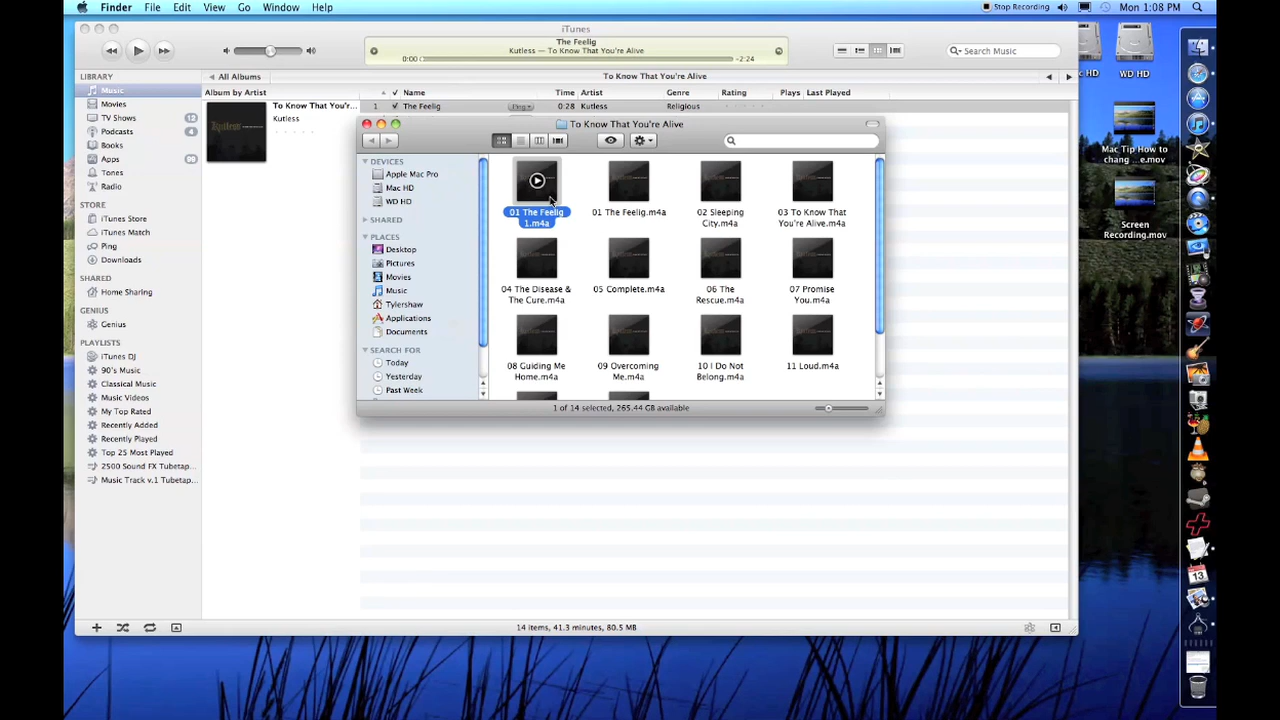 Finder File Edit View Go Window Help
Stop Recording Mon 1:08 PM
iTunes
The Feelig
Kutless — To Know That You're Alive
0:00 -2:24
Search Music
LIBRARY
Music
Movies
TV Shows 12
Podcasts 4
Books
Apps
Tones
Radio
STORE
iTunes Store
iTunes Match
Ping
Downloads
SHARED
Home Sharing
GENIUS
Genius
PLAYLISTS
iTunes DJ
90's Music
Classical Music
Music Videos
My Top Rated
Recently Added
Recently Played
Top 25 Most Played
2500 Sound FX Tubetap...
Music Track v.1 Tubetap...
All Albums
To Know That You're Alive
Album by Artist Name Time Artist Genre Rating Plays Last Played
To Know That You'r...
Kutless
1 The Feelig Ping 0:28 Kutless Religious
To Know That You're Alive
DEVICES
Apple Mac Pro
Mac HD
WD HD
SHARED
PLACES
Desktop
Pictures
Movies
Music
Tylershaw
Applications
Documents
SEARCH FOR
Today
Yesterday
Past Week
01 The Feelig
1.m4a
01 The Feelig.m4a
02 Sleeping
City.m4a
03 To Know That
You're Alive.m4a
04 The Disease &
The Cure.m4a
05 Complete.m4a
06 The
Rescue.m4a
07 Promise
You.m4a
08 Guiding Me
Home.m4a
09 Overcoming
Me.m4a
10 I Do Not
Belong.m4a
11 Loud.m4a
1 of 14 selected, 265.44 GB available
14 items, 41.3 minutes, 80.5 MB
HD
WD HD
Mac Tip How to
chang ...e.mov
Screen
Recording.mov
13